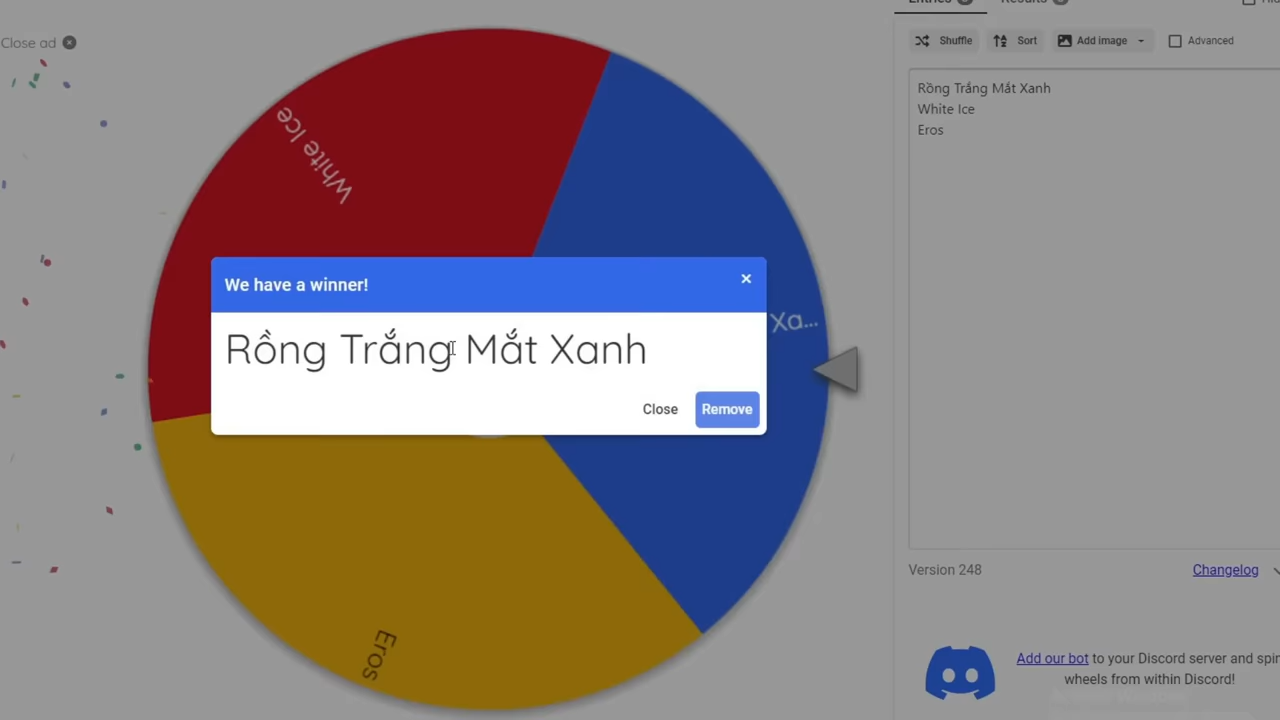 Close ad
Shuffle
Sort
Add image
Advanced
Rồng Trắng Mắt Xanh
White Ice
Eros
White Ice
Xa...
Eros
We have a winner!
Rồng Trắng Mắt Xanh
Close
Remove
Version 248
Changelog
Add our bot to your Discord server and spin
wheels from within Discord!